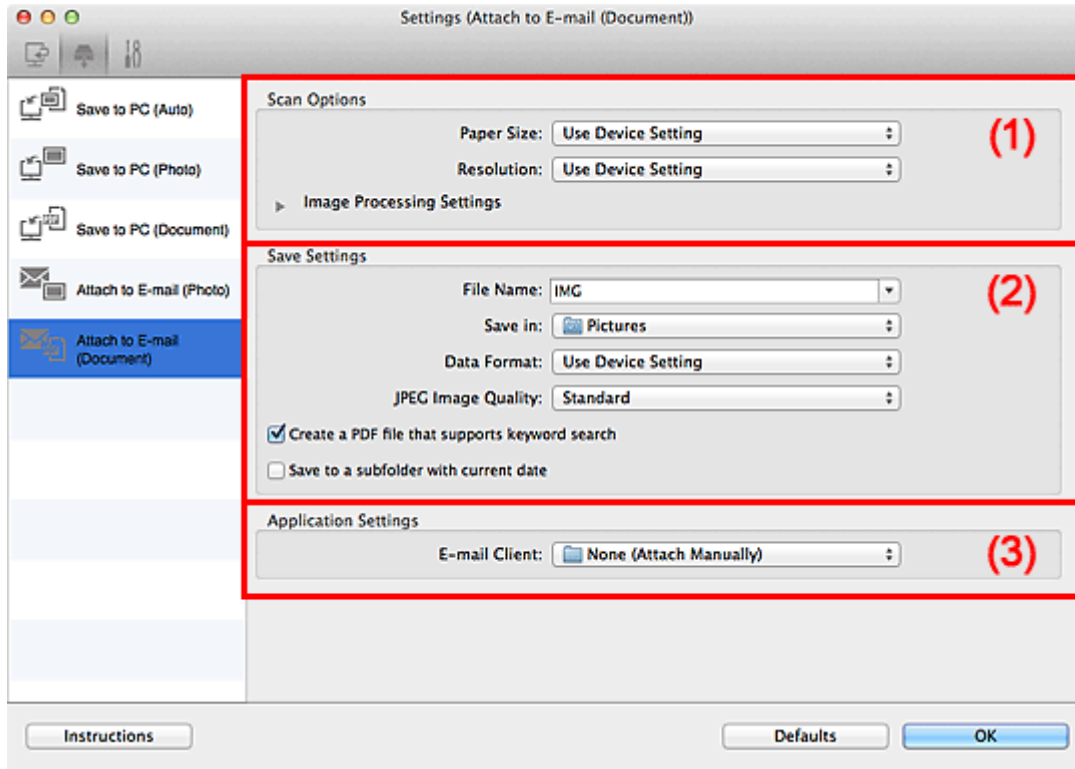 Settings (Attach to E-mail (Document))
Save to PC (Auto)
Save to PC (Photo)
Save to PC (Document)
Attach to E-mail (Photo)
Attach to E-mail
(Document)
Scan Options
(1)
Paper Size: Use Device Setting
Resolution: Use Device Setting
Image Processing Settings
Save Settings
(2)
File Name: IMG
Save in: Pictures
Data Format: Use Device Setting
JPEG Image Quality: Standard
Create a PDF file that supports keyword search
Save to a subfolder with current date
Application Settings
(3)
E-mail Client: None (Attach Manually)
Instructions
Defaults
OK